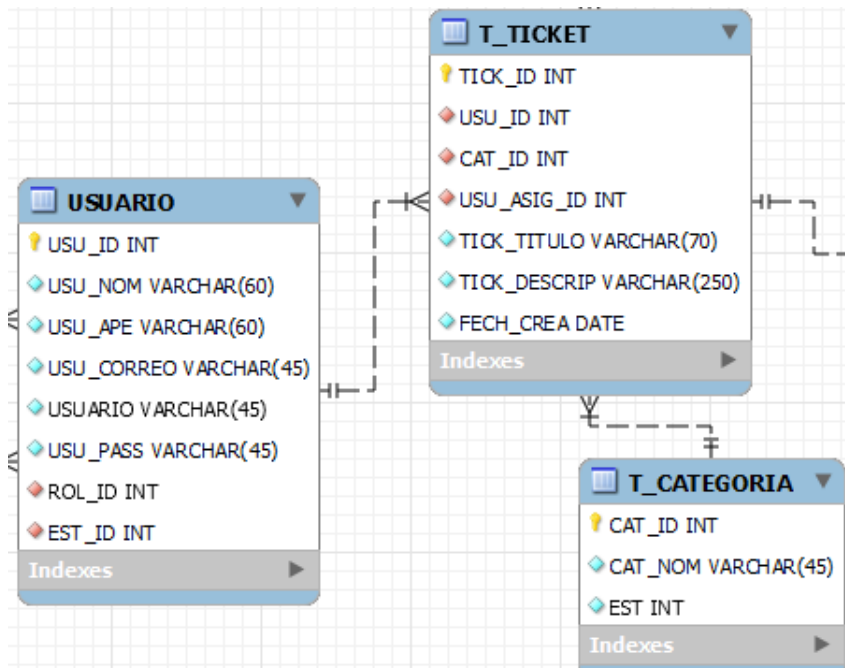 T_TICKET
TICK_ID INT
USU_ID INT
CAT_ID INT
USU_ASIG_ID INT
TICK_TITULO VARCHAR(70)
TICK_DESCRIP VARCHAR(250)
FECH_CREA DATE
Indexes
USUARIO
USU_ID INT
USU_NOM VARCHAR(60)
USU_APE VARCHAR(60)
USU_CORREO VARCHAR(45)
USUARIO VARCHAR(45)
USU_PASS VARCHAR(45)
ROL_ID INT
EST_ID INT
Indexes
T_CATEGORIA
CAT_ID INT
CAT_NOM VARCHAR(45)
EST INT
Indexes